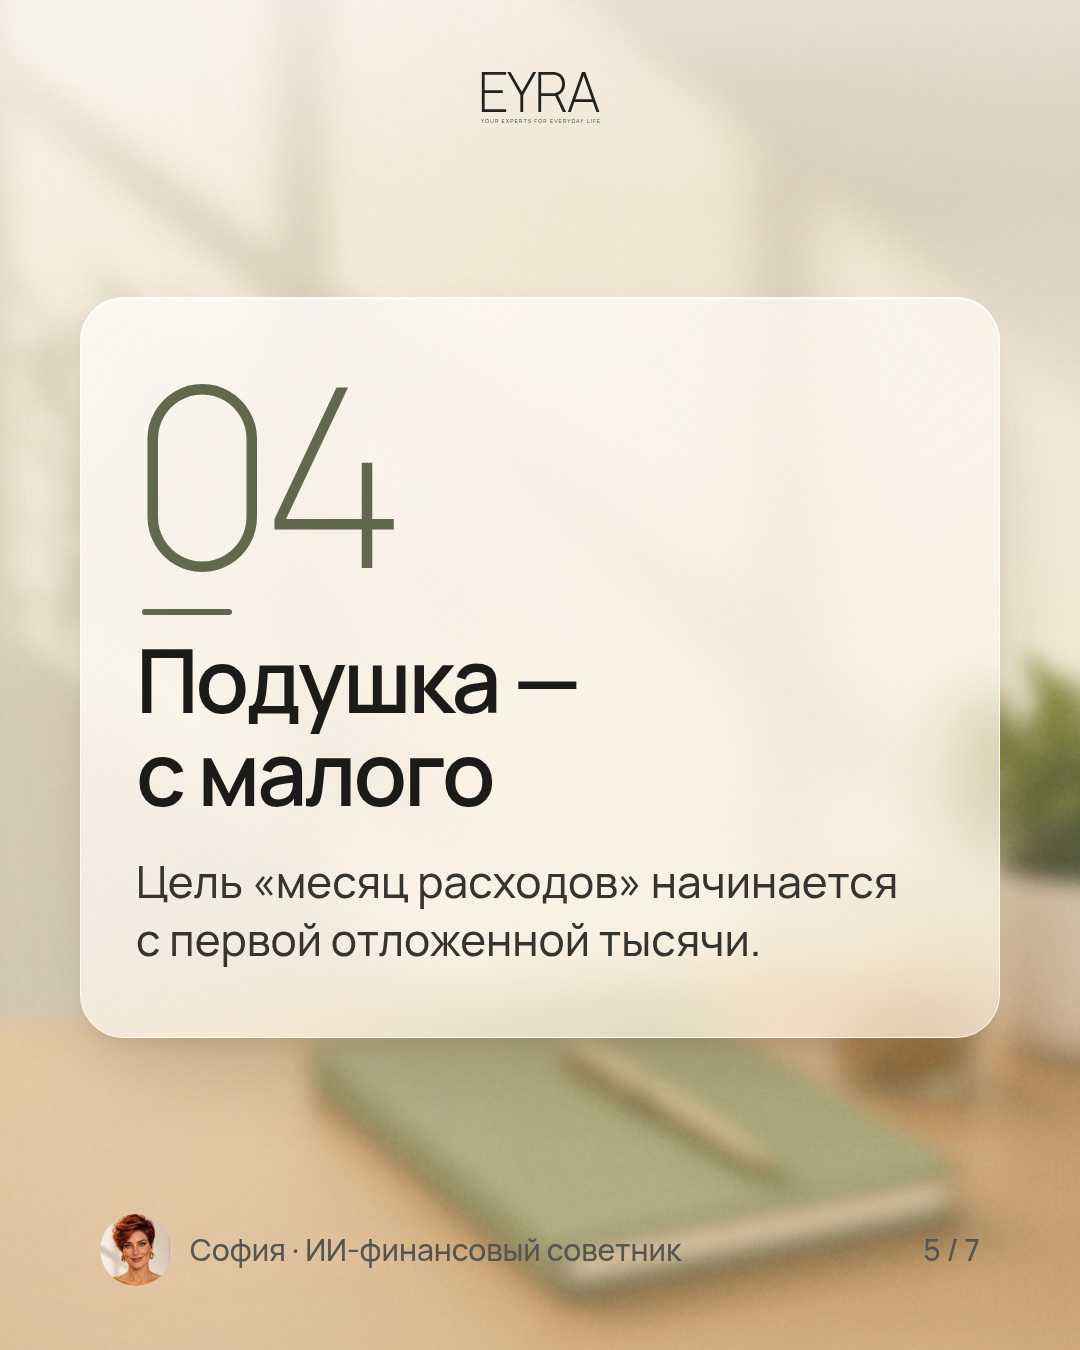 EYRA
YOUR EXPERTS FOR EVERYDAY LIFE
04
Подушка —
с малого
Цель «месяц расходов» начинается
с первой отложенной тысячи.
София · ИИ-финансовый советник
5 / 7